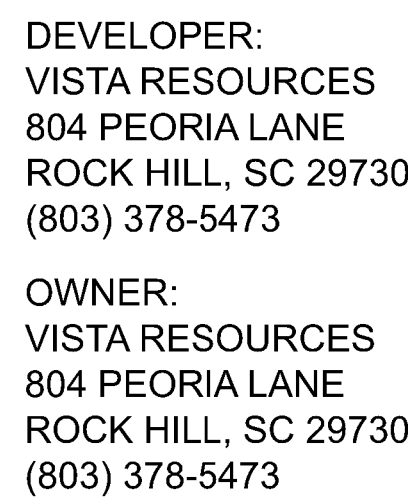 DEVELOPER:
VISTA RESOURCES
804 PEORIA LANE
ROCK HILL, SC 29730
(803) 378-5473
OWNER:
VISTA RESOURCES
804 PEORIA LANE
ROCK HILL, SC 29730
(803) 378-5473